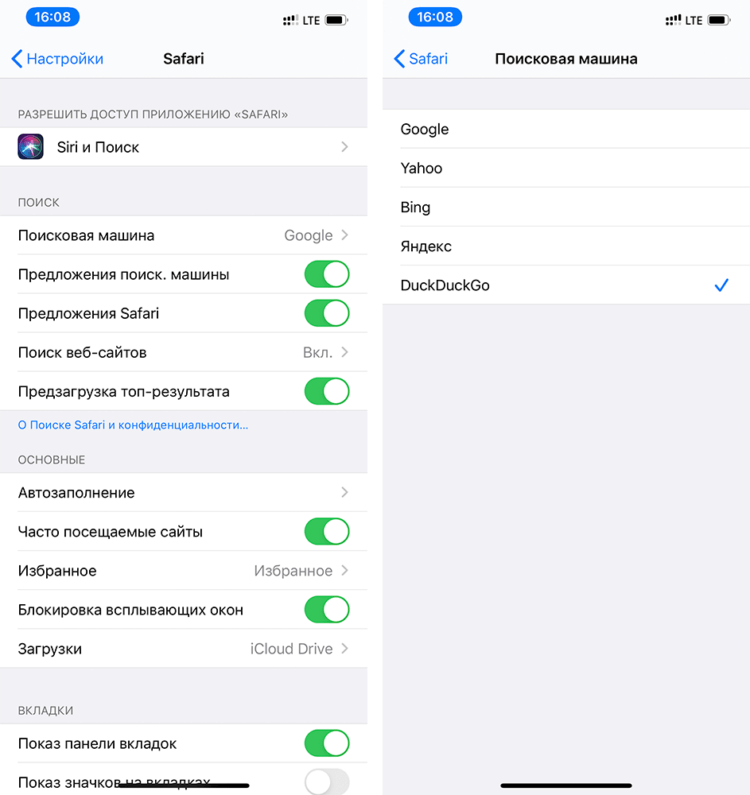 16:08
LTE
Настройки
Safari
РАЗРЕШИТЬ ДОСТУП ПРИЛОЖЕНИЮ «SAFARI»
Siri и Поиск
ПОИСК
Поисковая машина Google
Предложения поиск. машины
Предложения Safari
Поиск веб-сайтов Вкл.
Предзагрузка топ-результата
О Поиске Safari и конфиденциальности...
ОСНОВНЫЕ
Автозаполнение
Часто посещаемые сайты
Избранное Избранное
Блокировка всплывающих окон
Загрузки iCloud Drive
ВКЛАДКИ
Показ панели вкладок
Показ значков на вкладках
16:08
LTE
Safari
Поисковая машина
Google
Yahoo
Bing
Яндекс
DuckDuckGo